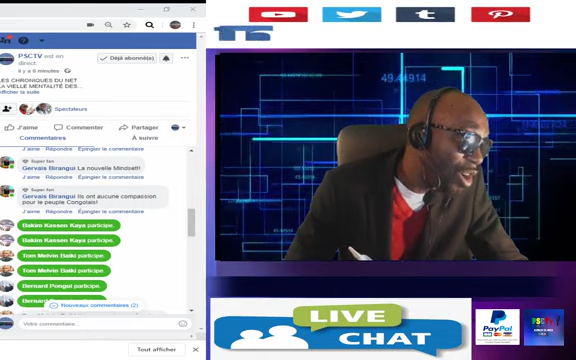 PSCTV est en
direct
Déjà abonné(s)
il y a 6 minutes
LES CHRONIQUES DU NET
LA VIELLE MENTALITÉ DES...
Afficher la suite
Spectateurs
J'aime Commenter Partager
Commentaires À suivre
J'aime Répondre Épingler le commentaire
Super fan
Gervais Birangui La nouvelle Mindset!!
J'aime Répondre Épingler le commentaire
Super fan
Gervais Birangui Ils ont aucune compassion
pour le peuple Congolais!
J'aime Répondre Épingler le commentaire
Bakim Kassen Kaya participe.
Bakim Kassen Kaya participe.
Tom Melvin Baiki participe.
Tom Melvin Baiki participe.
Bernard Pongui participe.
Bernard
Nouveaux commentaires (2)
Votre commentaire...
Tout afficher
49.44914
LIVE
CHAT
PayPal
PSCTV